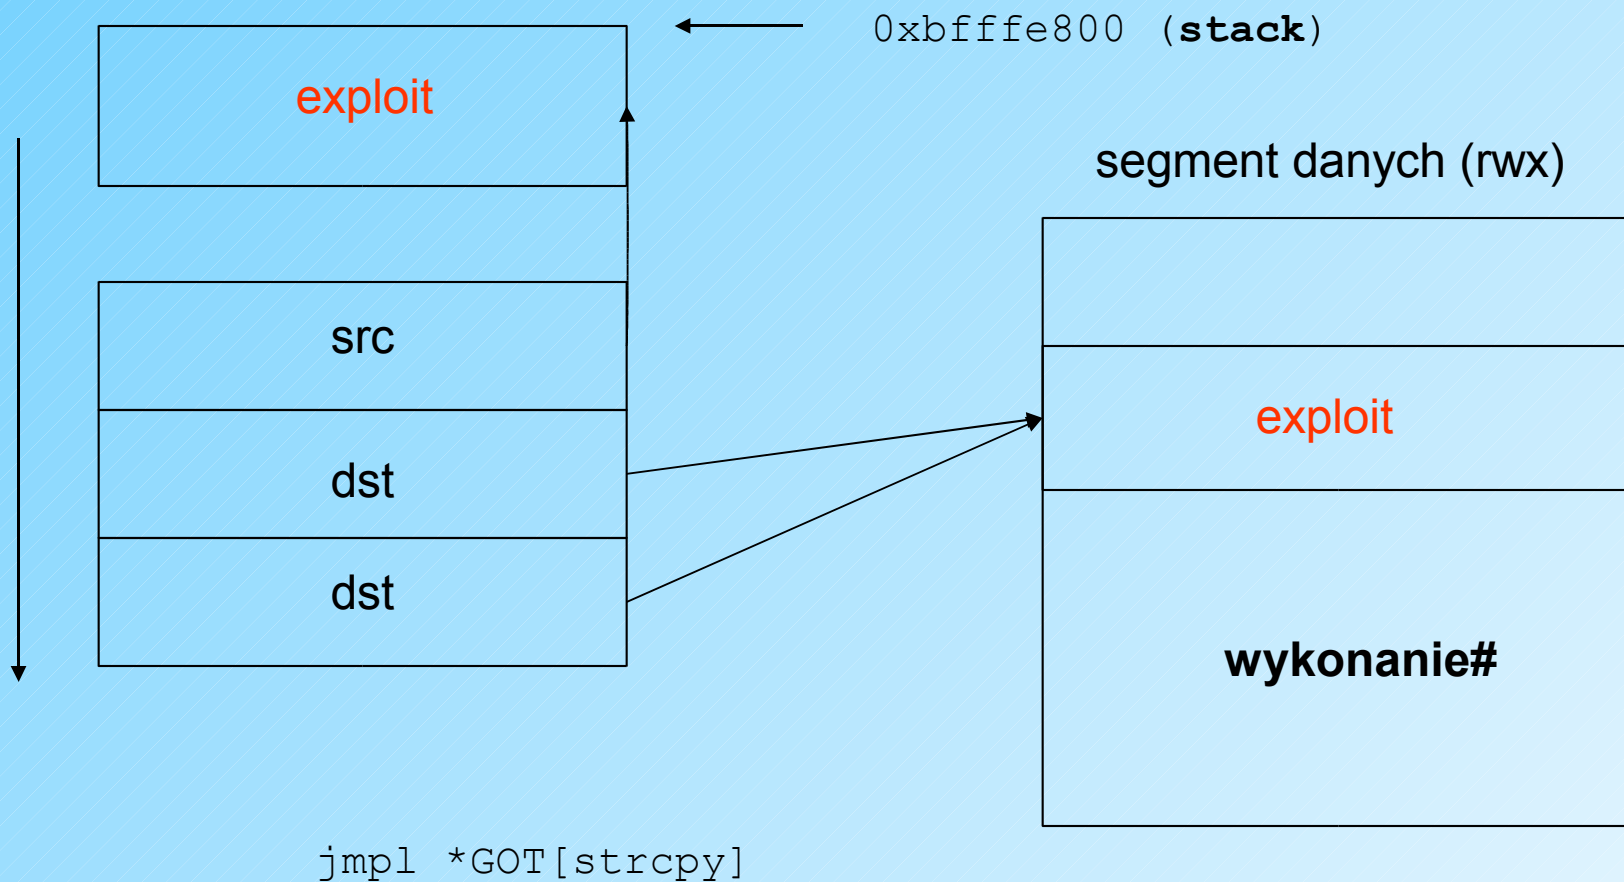 0xbfffe800 (stack)
exploit
segment danych (rwx)
src
exploit
dst
dst
wykonanie#
jmpl *GOT[strcpy]